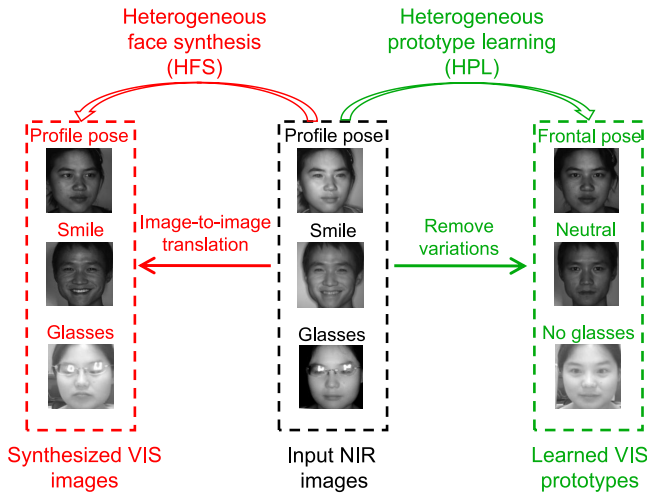 Heterogeneous
face synthesis
(HFS)
Heterogeneous
prototype learning
(HPL)
Profile pose
Profile pose
Frontal pose
Smile
Image-to-image
translation
Smile
Remove
variations
Neutral
Glasses
Glasses
No glasses
Synthesized VIS
images
Input NIR
images
Learned VIS
prototypes